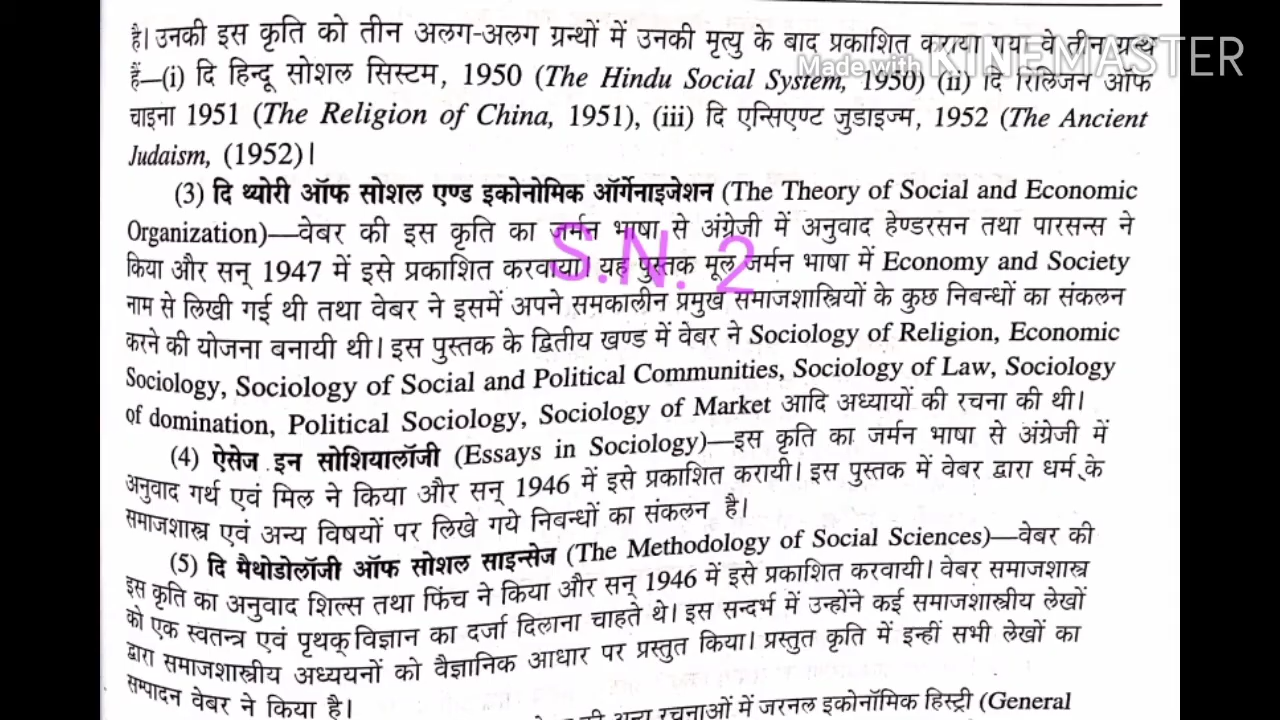 है। उनकी इस कृति को तीन अलग-अलग ग्रन्थों में उनकी मृत्यु के बाद प्रकाशित कराया गया वे तीन ग्रन्थ
Made with KINEMASTER
हैं—(i) दि हिन्दू सोशल सिस्टम, 1950 (The Hindu Social System, 1950) (ii) दि रिलिजन ऑफ
चाइना 1951 (The Religion of China, 1951), (iii) दि एन्सिएण्ट जुडाइज्म, 1952 (The Ancient
Judaism, (1952)।
(3) दि थ्योरी ऑफ सोशल एण्ड इकोनोमिक ऑर्गेनाइजेशन (The Theory of Social and Economic
Organization)—वेबर की इस कृति का जर्मन भाषा से अंग्रेजी में अनुवाद हेण्डरसन तथा पारसन्स ने
S.N. 2
किया और सन् 1947 में इसे प्रकाशित करवाया। यह पुस्तक मूल जर्मन भाषा में Economy and Society
नाम से लिखी गई थी तथा वेबर ने इसमें अपने समकालीन प्रमुख समाजशास्त्रियों के कुछ निबन्धों का संकलन
करने की योजना बनायी थी। इस पुस्तक के द्वितीय खण्ड में वेबर ने Sociology of Religion, Economic
Sociology, Sociology of Social and Political Communities, Sociology of Law, Sociology
of domination, Political Sociology, Sociology of Market आदि अध्यायों की रचना की थी।
(4) ऐसेज इन सोशियालॉजी (Essays in Sociology)—इस कृति का जर्मन भाषा से अंग्रेजी में
अनुवाद गर्थ एवं मिल ने किया और सन् 1946 में इसे प्रकाशित करायी। इस पुस्तक में वेबर द्वारा धर्म के
समाजशास्त्र एवं अन्य विषयों पर लिखे गये निबन्धों का संकलन है।
(5) दि मैथोडोलॉजी ऑफ सोशल साइन्सेज (The Methodology of Social Sciences)—वेबर की
इस कृति का अनुवाद शिल्स तथा फिंच ने किया और सन् 1946 में इसे प्रकाशित करवायी। वेबर समाजशास्त्र
को एक स्वतन्त्र एवं पृथक् विज्ञान का दर्जा दिलाना चाहते थे। इस सन्दर्भ में उन्होंने कई समाजशास्त्रीय लेखों
द्वारा समाजशास्त्रीय अध्ययनों को वैज्ञानिक आधार पर प्रस्तुत किया। प्रस्तुत कृति में इन्हीं सभी लेखों का
सम्पादन वेबर ने किया है।
की अन्य रचनाओं में जरनल इकोनॉमिक हिस्ट्री (General